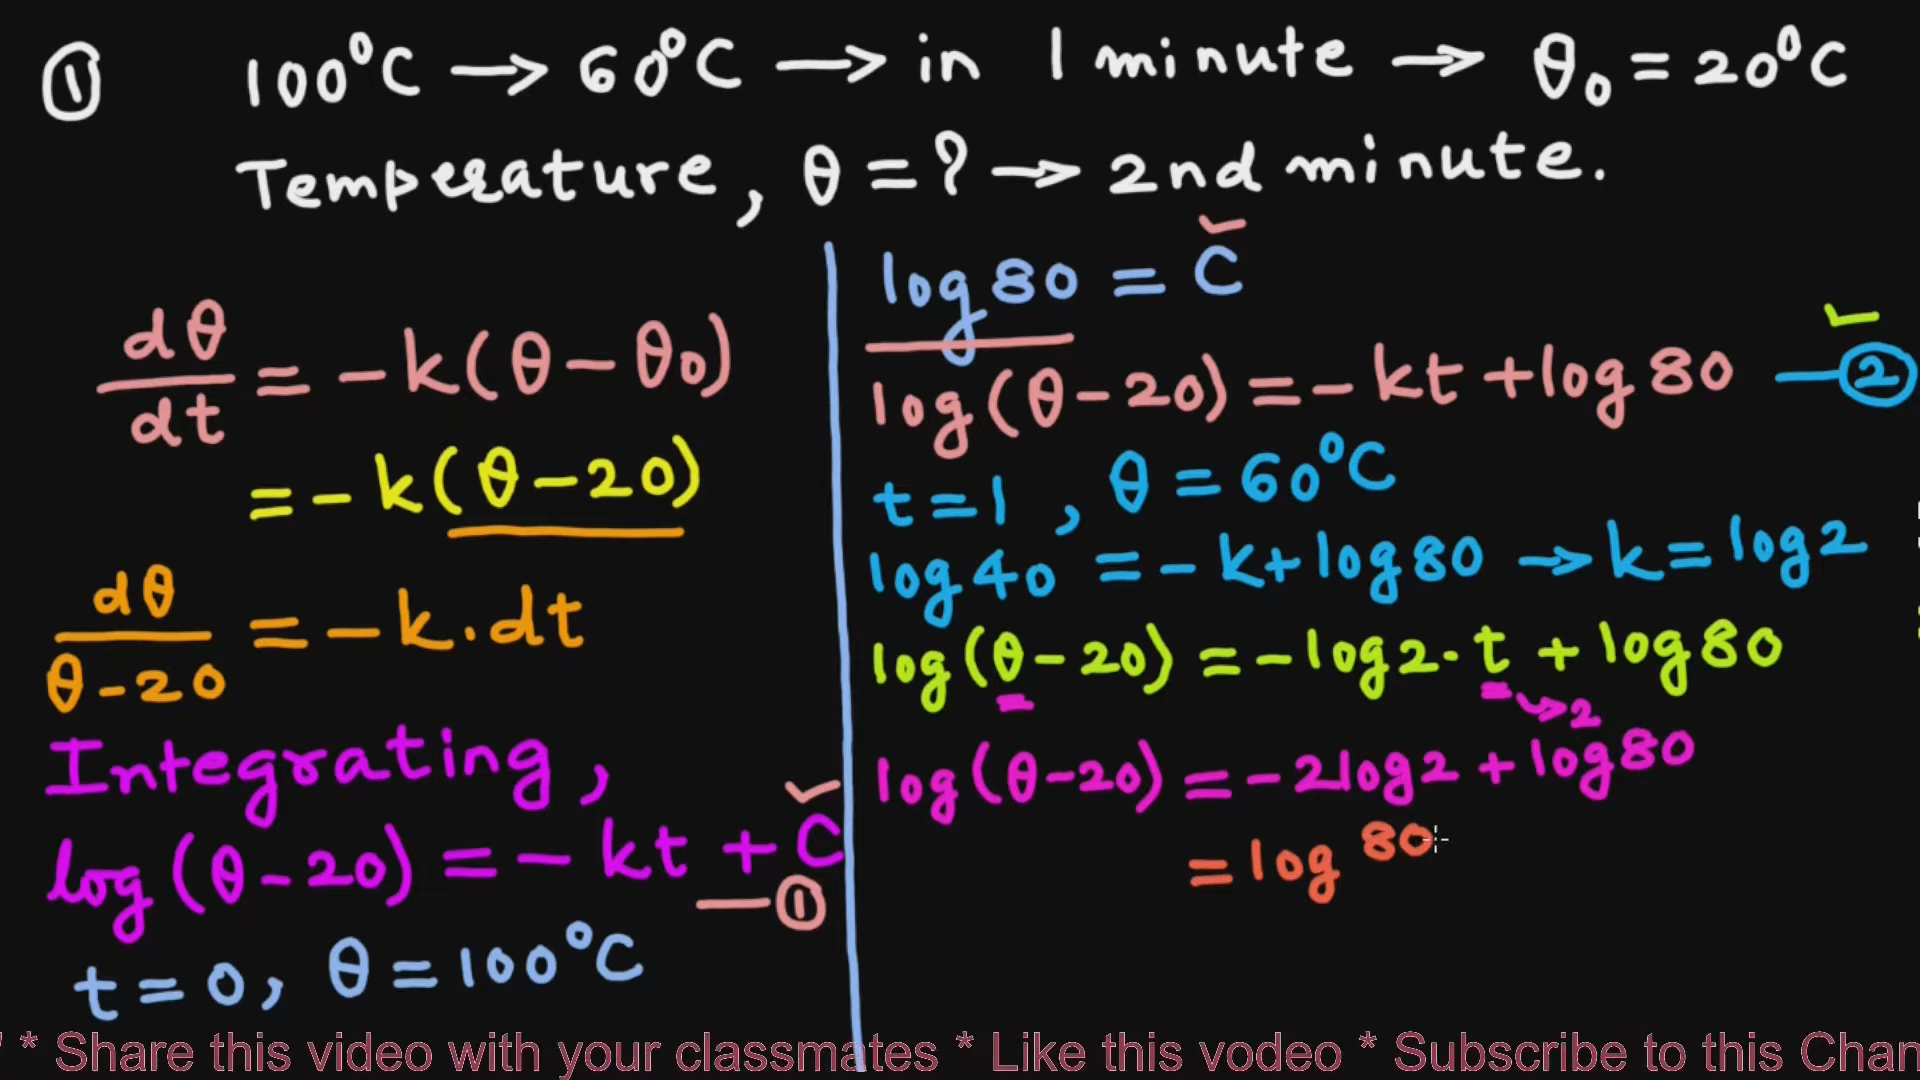 ① 100°C → 60°C → in 1 minute → θ₀ = 20°C
Temperature, θ = ? → 2nd minute.
dθ/dt = -k(θ - θ₀)
= -k(θ - 20)
dθ/θ-20 = -k.dt
Integrating,
log(θ-20) = -kt + C
—①
t = 0, θ = 100°C
log 80 = C
log(θ-20) = -kt + log 80 —②
t = 1, θ = 60°C
log 40 = -k + log 80 → k = log 2
log(θ-20) = -log 2 · t + log 80
→ 2
log(θ-20) = -2log 2 + log 80
= log 80
* Share this video with your classmates * Like this vodeo * Subscribe to this Chan